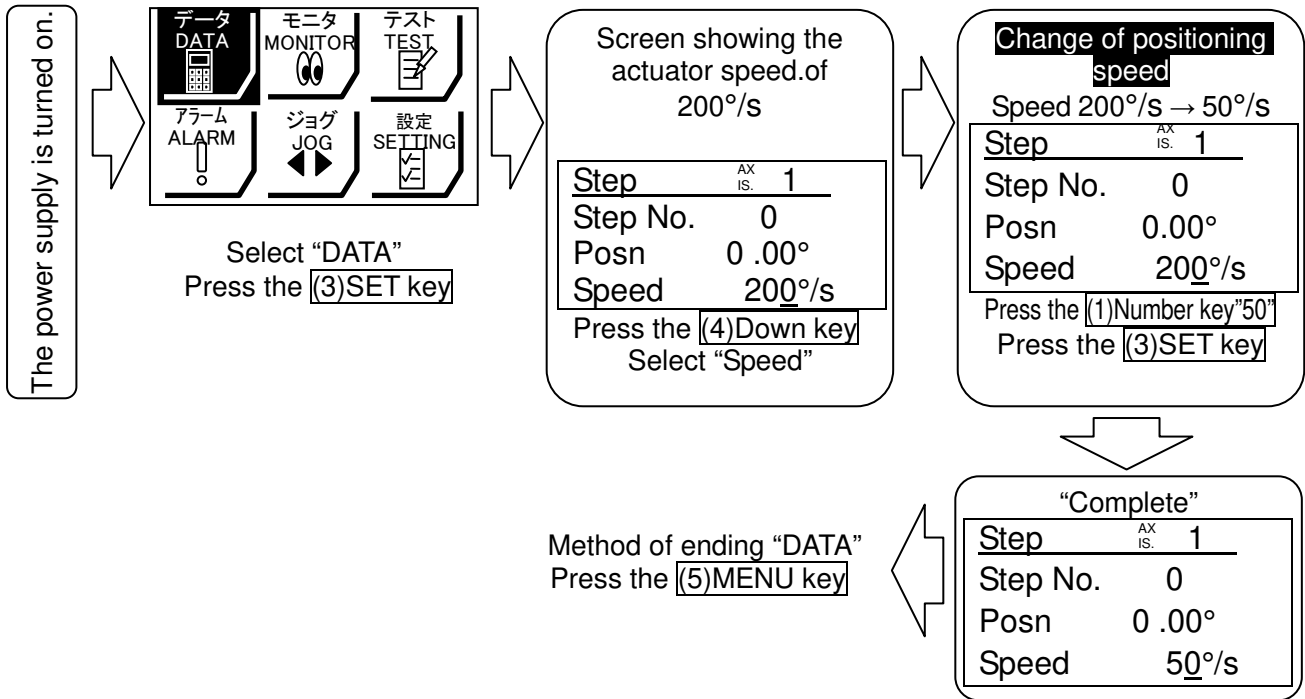 The power supply is turned on.
データ
DATA
モニタ
MONITOR
テスト
TEST
アラーム
ALARM
ジョグ
JOG
設定
SETTING
Select “DATA”
Press the (3)SET key
Screen showing the
actuator speed.of
200°/s
Step AX IS. 1
Step No. 0
Posn 0 .00°
Speed 200°/s
Press the (4)Down key
Select “Speed”
Change of positioning
speed
Speed 200°/s → 50°/s
Step AX IS. 1
Step No. 0
Posn 0.00°
Speed 200°/s
Press the (1)Number key”50”
Press the (3)SET key
“Complete”
Step AX IS. 1
Step No. 0
Posn 0 .00°
Speed 50°/s
Method of ending “DATA”
Press the (5)MENU key